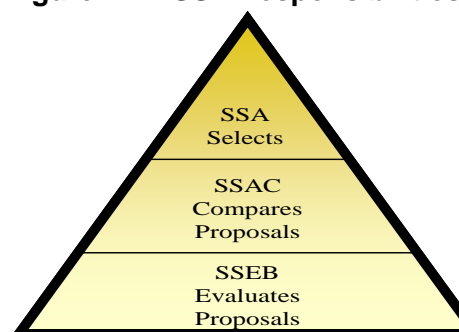 SSA
Selects
SSAC
Compares
Proposals
SSEB
Evaluates
Proposals